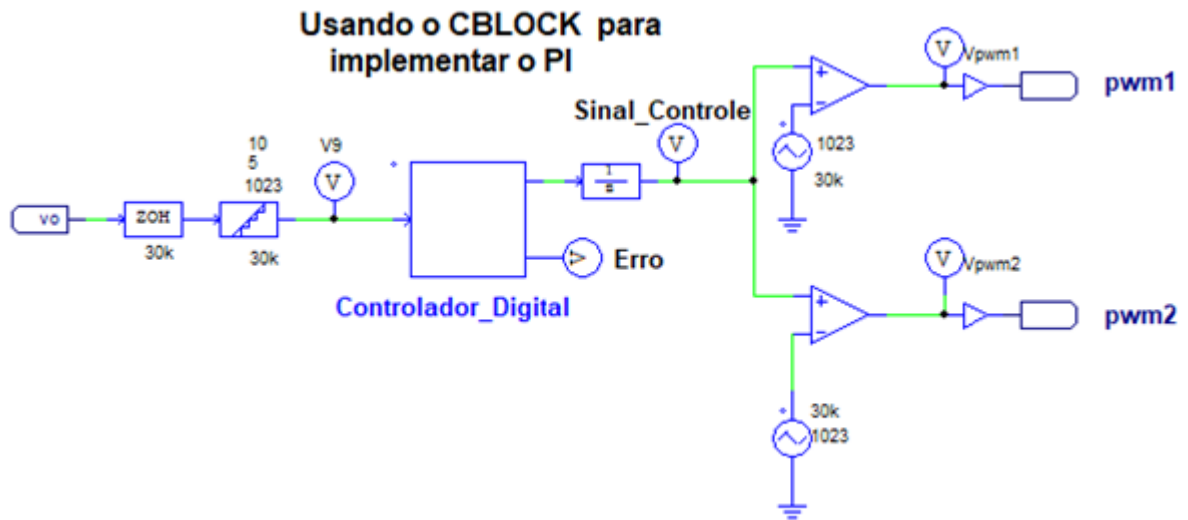 Usando o CBLOCK para
implementar o PI
V
Vpwm1
pwm1
Sinal_Controle
10
5
1023
V9
V
V
1023
30k
vo
ZOH
30k
30k
1
s
V
Erro
Controlador_Digital
V
Vpwm2
pwm2
30k
1023